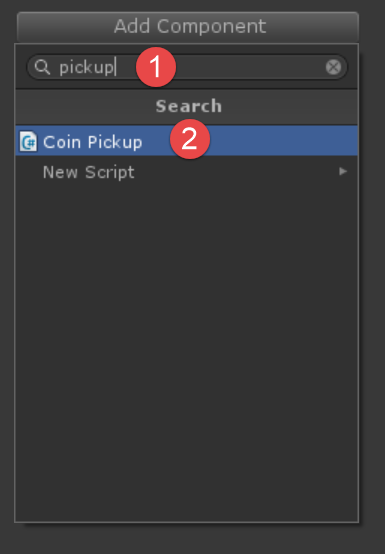 Add Component
pickup 1
Search
Coin Pickup 2
New Script